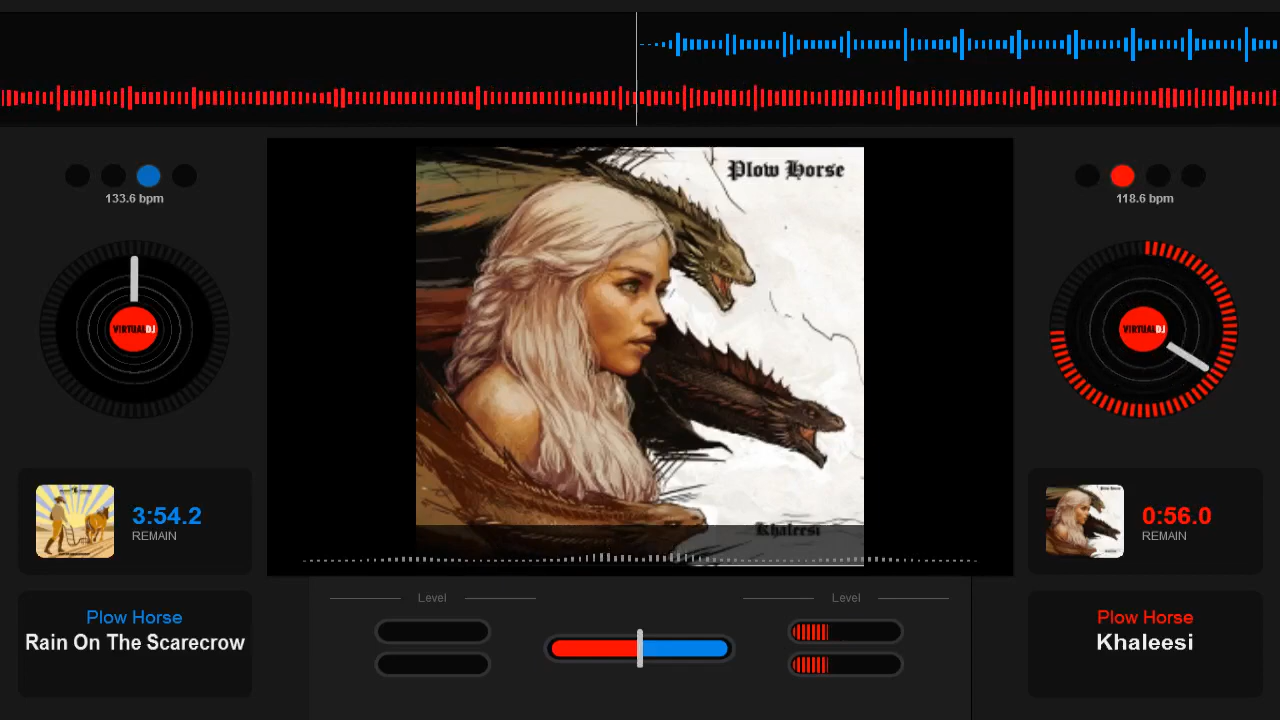 133.6 bpm
118.6 bpm
Plow Horse
VIRTUALDJ
VIRTUALDJ
3:54.2
REMAIN
Khaleesi
0:56.0
REMAIN
Level
Level
Plow Horse
Rain On The Scarecrow
Plow Horse
Khaleesi